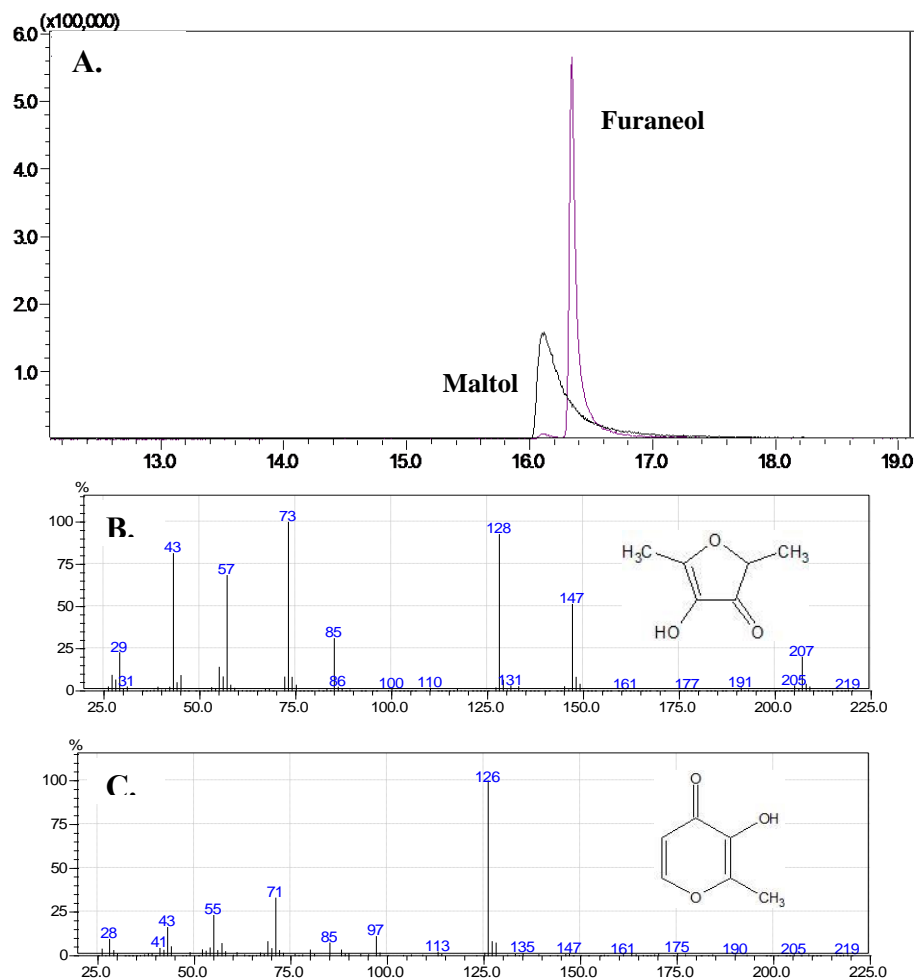 (x100,000)
6.0
A.
5.0
Furaneol
4.0
3.0
2.0
Maltol
1.0
13.0 14.0 15.0 16.0 17.0 18.0 19.0
%
B.
100
73
128
43
H₃C
O
CH₃
75
57
HO
O
50
147
85
25
29
207
31
86 100 110 131 161 177 191 205 219
0
25.0 50.0 75.0 100.0 125.0 150.0 175.0 200.0 225.0
%
C.
100
126
O
OH
75
O
CH₃
50
71
25
55
43
28
97
41
85
113 135 147 161 175 190 205 219
0
25.0 50.0 75.0 100.0 125.0 150.0 175.0 200.0 225.0